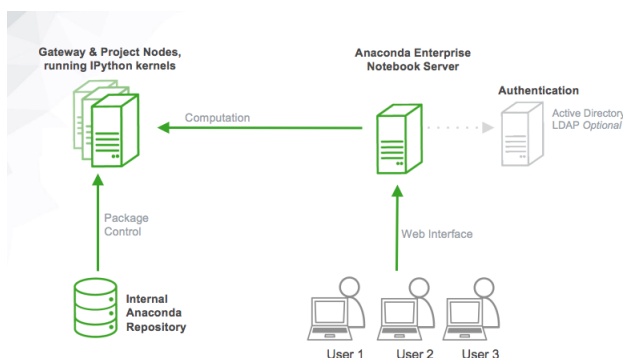 Gateway & Project Nodes,
running IPython kernels
Anaconda Enterprise
Notebook Server
Authentication
Active Directory
LDAP Optional
Computation
Package
Control
Web Interface
Internal
Anaconda
Repository
User 1
User 2
User 3